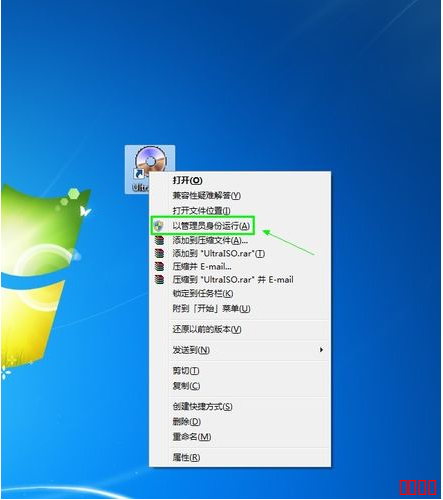 打开(O)
兼容性疑难解答(Y)
打开文件位置(I)
以管理员身份运行(A)
添加到压缩文件(A)...
添加到 "UltraISO.rar"(T)
压缩并 E-mail...
压缩到 "UltraISO.rar" 并 E-mail
锁定到任务栏(K)
附到「开始」菜单(U)
还原以前的版本(V)
发送到(N)
剪切(T)
复制(C)
创建快捷方式(S)
删除(D)
重命名(M)
属性(R)